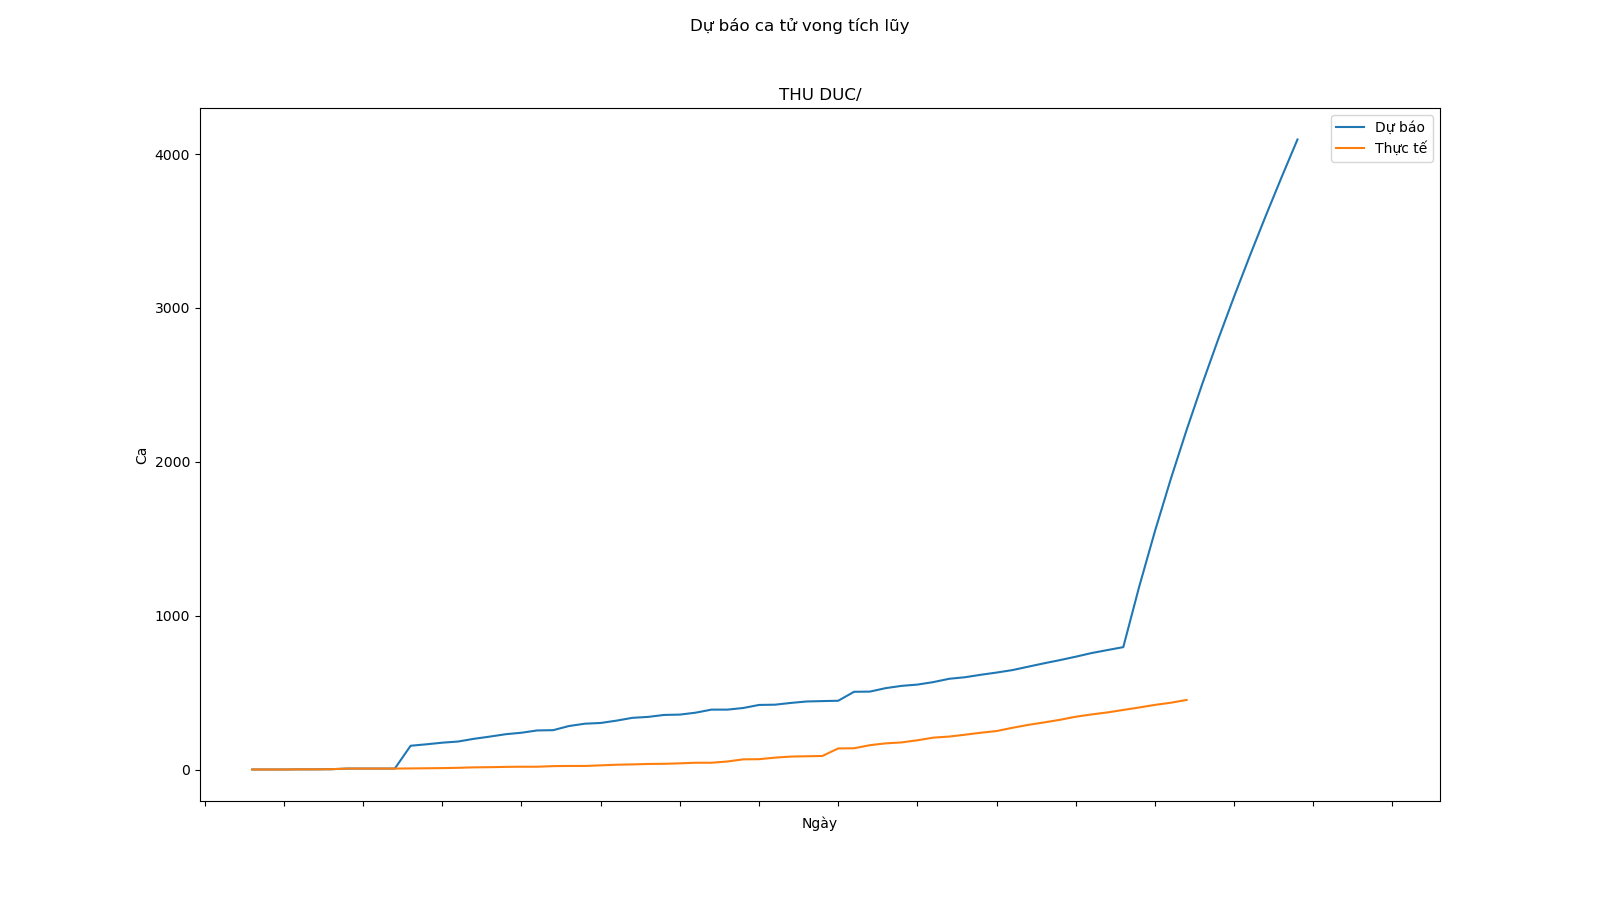 Dự báo ca tử vong tích lũy
THU DUC/
Dự báo
Thực tế
4000
3000
2000
1000
0
Ca
Ngày